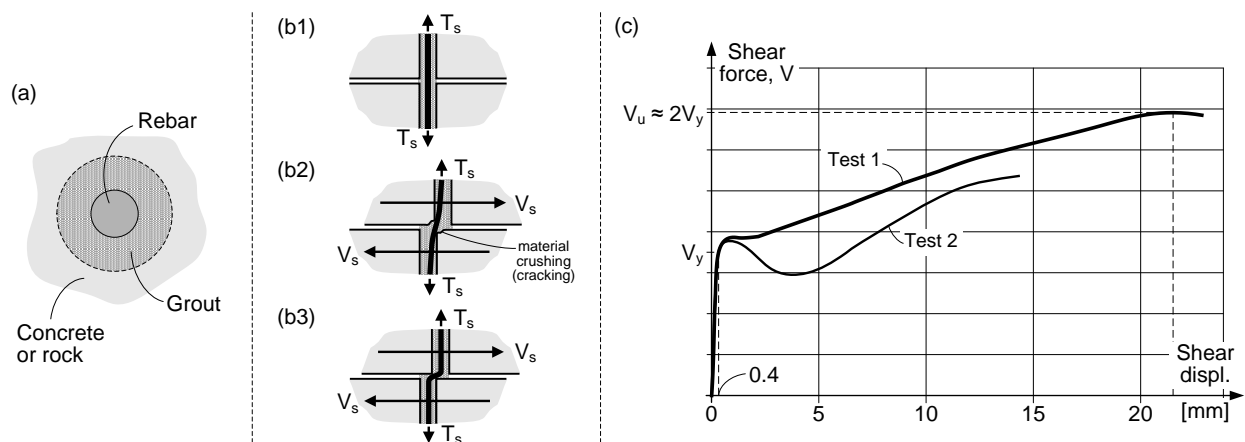 (a)
Rebar
Grout
Concrete
or rock
(b1)
Ts
Ts
(b2)
Ts
Vs
Vs
material
crushing
(cracking)
Ts
(b3)
Ts
Vs
Vs
Ts
(c)
Shear
force, V
Vu ≈ 2Vy
Test 1
Test 2
Vy
0.4
Shear
displ.
0
5
10
15
20
[mm]